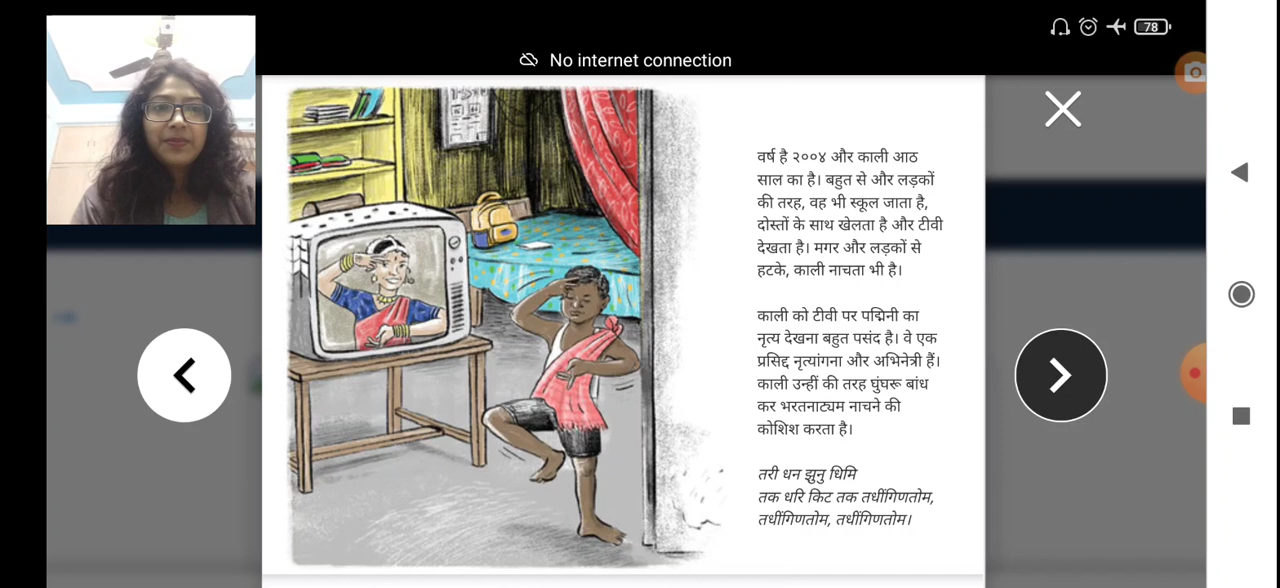 78
No internet connection
वर्ष है २००४ और काली आठ
साल का है। बहुत से और लड़कों
की तरह, वह भी स्कूल जाता है,
दोस्तों के साथ खेलता है और टीवी
देखता है। मगर और लड़कों से
हटके, काली नाचता भी है।
काली को टीवी पर पद्मिनी का
नृत्य देखना बहुत पसंद है। वे एक
प्रसिद्द नृत्यांगना और अभिनेत्री हैं।
काली उन्हीं की तरह घुंघरू बांध
कर भरतनाट्यम नाचने की
कोशिश करता है।
तरी धन झुनु धिमि
तक धरि किट तक तधींगिणतोम,
तधींगिणतोम, तधींगिणतोम।